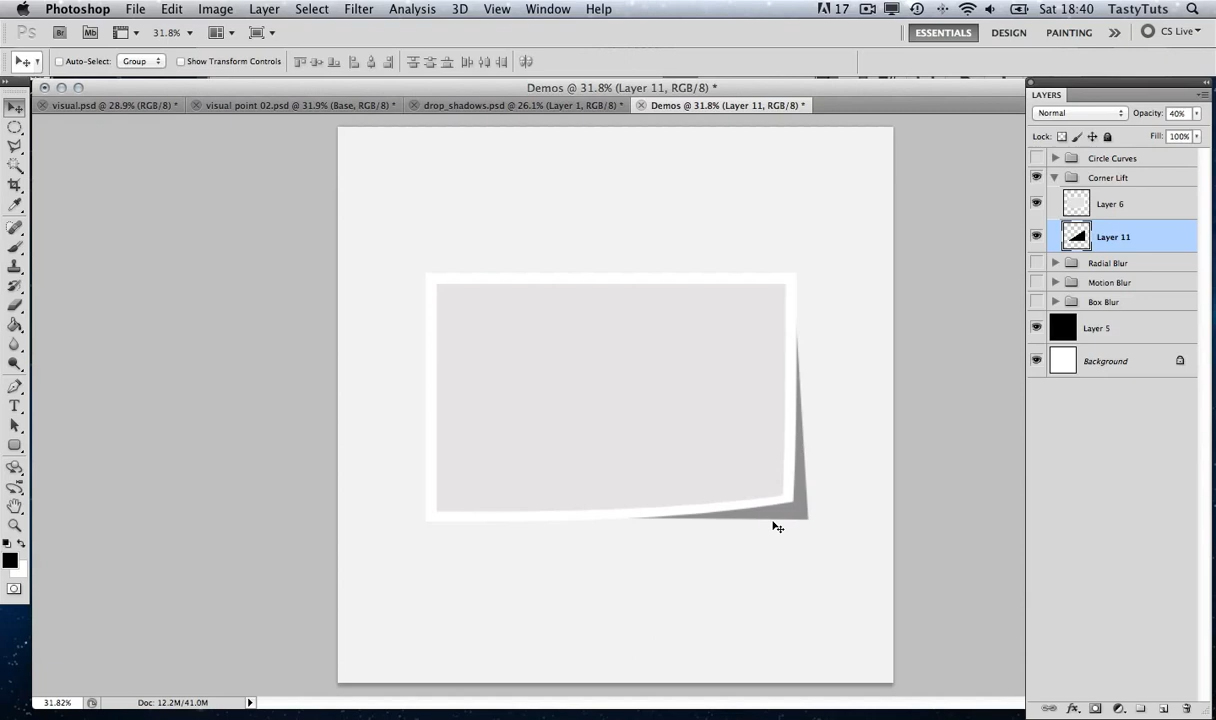 Photoshop File Edit Image Layer Select Filter Analysis 3D View Window Help 17 Sat 18:40 TastyTuts
Ps Br Mb 31.8% ESSENTIALS DESIGN PAINTING CS Live
Auto-Select: Group Show Transform Controls
Demos @ 31.8% (Layer 11, RGB/8) *
visual.psd @ 28.9% (RGB/8) * visual point 02.psd @ 31.9% (Base, RGB/8) * drop_shadows.psd @ 26.1% (Layer 1, RGB/8) * Demos @ 31.8% (Layer 11, RGB/8) *
LAYERS
Normal Opacity: 40%
Lock: Fill: 100%
Circle Curves
Corner Lift
Layer 6
Layer 11
Radial Blur
Motion Blur
Box Blur
Layer 5
Background
31.82% Doc: 12.2M/41.0M